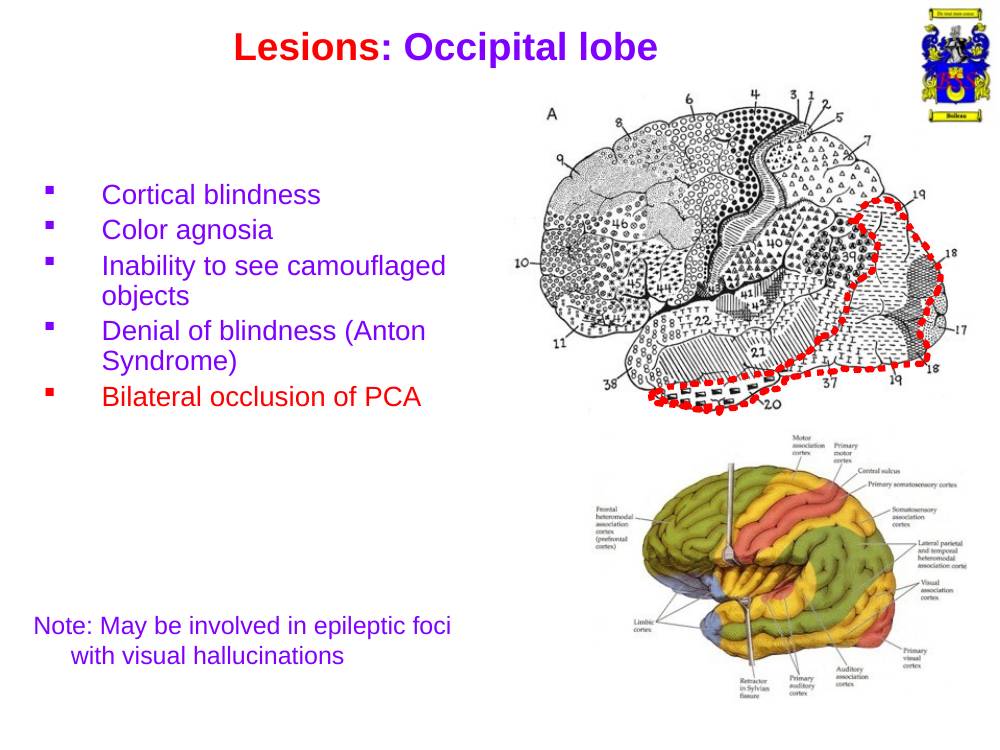 Lesions: Occipital lobe
Cortical blindness
Color agnosia
Inability to see camouflaged
objects
Denial of blindness (Anton
Syndrome)
Bilateral occlusion of PCA
Note: May be involved in epileptic foci
with visual hallucinations
Boileau
A
6
4
3
1
2
5
8
7
9
19
46
40
39
18
10
45
44
41
42
47
22
17
11
21
18
38
37
19
20
Motor
association
cortex
Primary
motor
cortex
Central sulcus
Primary somatosensory cortex
Somatosensory
association
cortex
Frontal
heteromodal
association
cortex
(prefrontal
cortex)
Lateral parietal
and temporal
heteromodal
association corte
Visual
association
cortex
Limbic
cortex
Primary
visual
cortex
Auditory
association
cortex
Primary
auditory
cortex
Retractor
in Sylvian
fissure